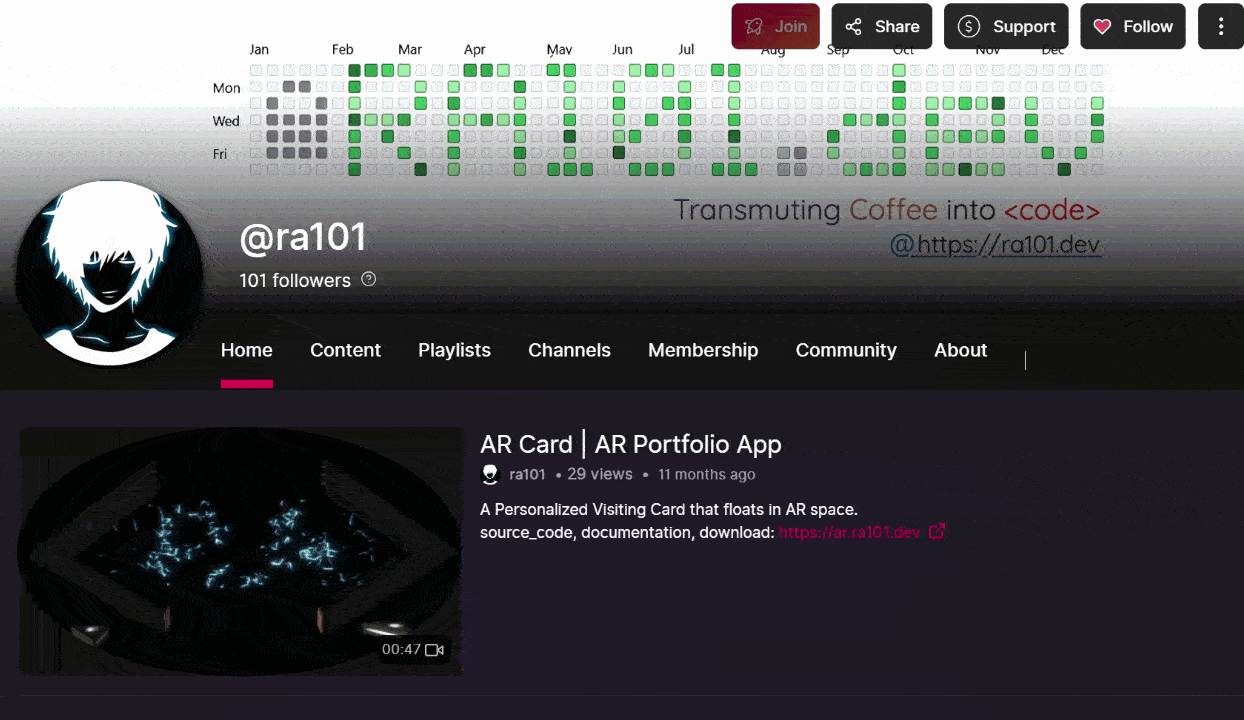 Join
Share
Support
Follow
Jan Feb Mar Apr May Jun Jul Aug Sep Oct Nov Dec
Mon
Wed
Fri
RA101.dev
Transmuting Coffee into <code>
@https://ra101.dev
@ra101
101 followers
Home Content Playlists Channels Membership Community About
AR Card | AR Portfolio App
ra101 • 29 views • 11 months ago
A Personalized Visiting Card that floats in AR space.
source_code, documentation, download: https://ar.ra101.dev
00:47